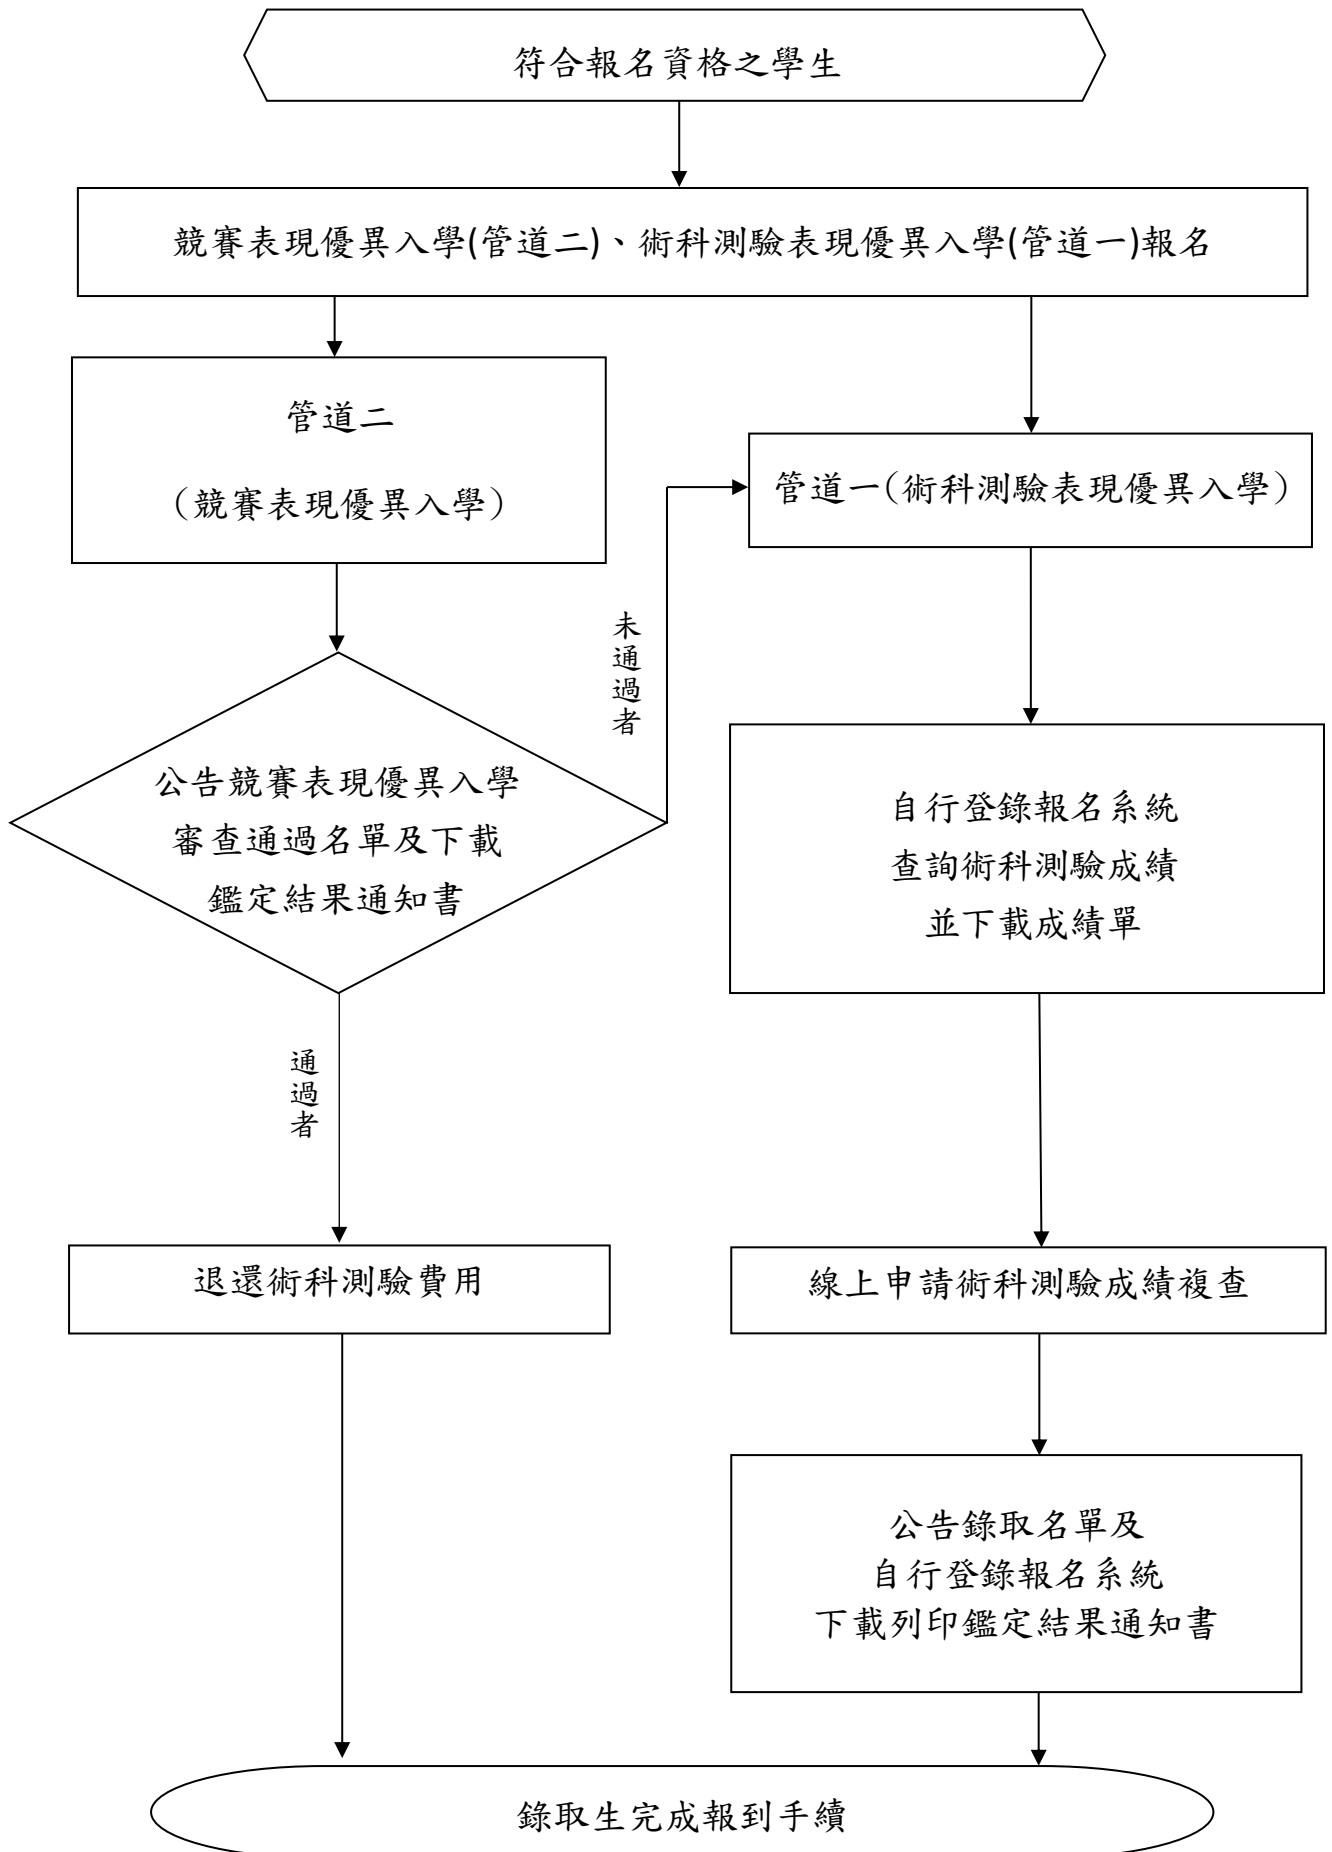 符合報名資格之學生
競賽表現優異入學(管道二)、術科測驗表現優異入學(管道一)報名
管道二
（競賽表現優異入學）
管道一(術科測驗表現優異入學）
未通過者
公告競賽表現優異入學
審查通過名單及下載
鑑定結果通知書
自行登錄報名系統
查詢術科測驗成績
並下載成績單
通過者
退還術科測驗費用
線上申請術科測驗成績複查
公告錄取名單及
自行登錄報名系統
下載列印鑑定結果通知書
錄取生完成報到手續